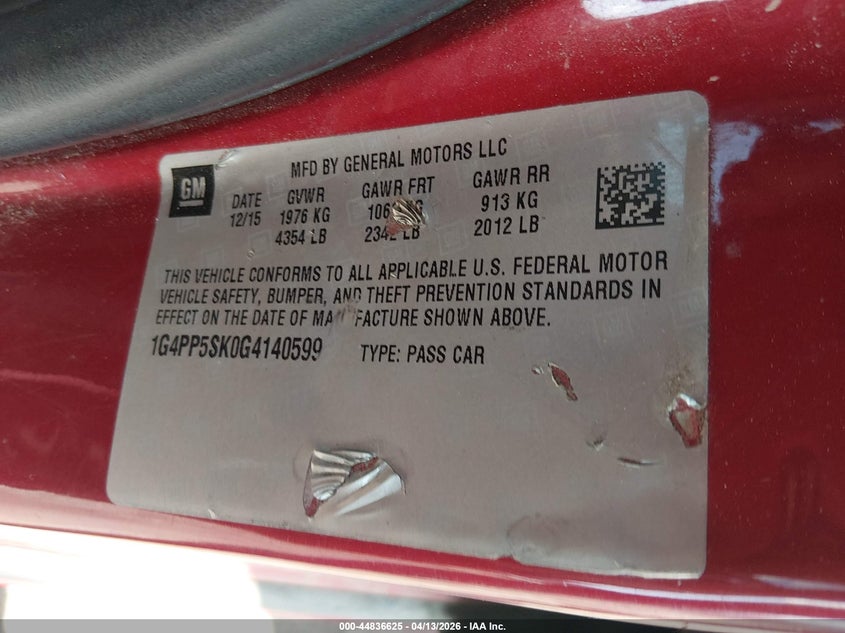 MFD BY GENERAL MOTORS LLC
GM
DATE GVWR GAWR FRT GAWR RR
12/15 1976 KG KG 913 KG
4354 LB LB 2012 LB
THIS VEHICLE CONFORMS TO ALL APPLICABLE U.S. FEDERAL MOTOR
VEHICLE SAFETY, BUMPER, AND THEFT PREVENTION STANDARDS IN
EFFECT ON THE DATE OF MA FACTURE SHOWN ABOVE.
1G4PP5SK0G4140599 TYPE: PASS CAR
000-44836625 - 04/13/2026 - IAA Inc.